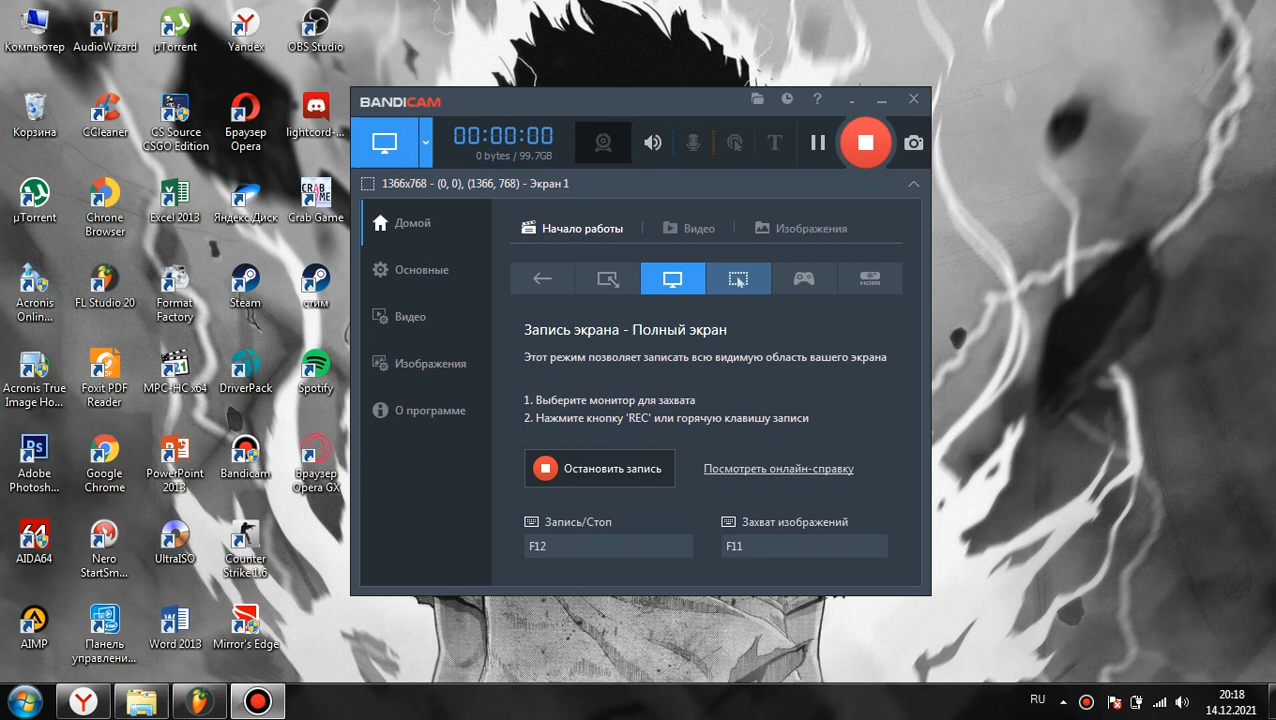 Компьютер
AudioWizard
µTorrent
Yandex
OBS Studio
Корзина
CCleaner
CS Source
CSGO Edition
Браузер
Opera
lightcord-...
µTorrent
Chrome
Browser
Excel 2013
Яндекс.Диск
Crab Game
Acronis
Online...
FL Studio 20
Format
Factory
Steam
стим
Acronis True
Image Ho...
Foxit PDF
Reader
MPC-HC x64
DriverPack
Spotify
Adobe
Photosh...
Google
Chrome
PowerPoint
2013
Bandicam
Браузер
Opera GX
AIDA64
Nero
StartSm...
UltraISO
Counter
Strike 1.6
AIMP
Панель
управлени...
Word 2013
Mirror's Edge
BANDICAM
00:00:00
0 bytes / 99.7GB
1366x768 - (0, 0), (1366, 768) - Экран 1
Домой
Основные
Видео
Изображения
О программе
Начало работы
Видео
Изображения
HDMI
Запись экрана - Полный экран
Этот режим позволяет записать всю видимую область вашего экрана
1. Выберите монитор для захвата
2. Нажмите кнопку 'REC' или горячую клавишу записи
Остановить запись
Посмотреть онлайн-справку
Запись/Стоп
Захват изображений
F12
F11
RU
20:18
14.12.2021